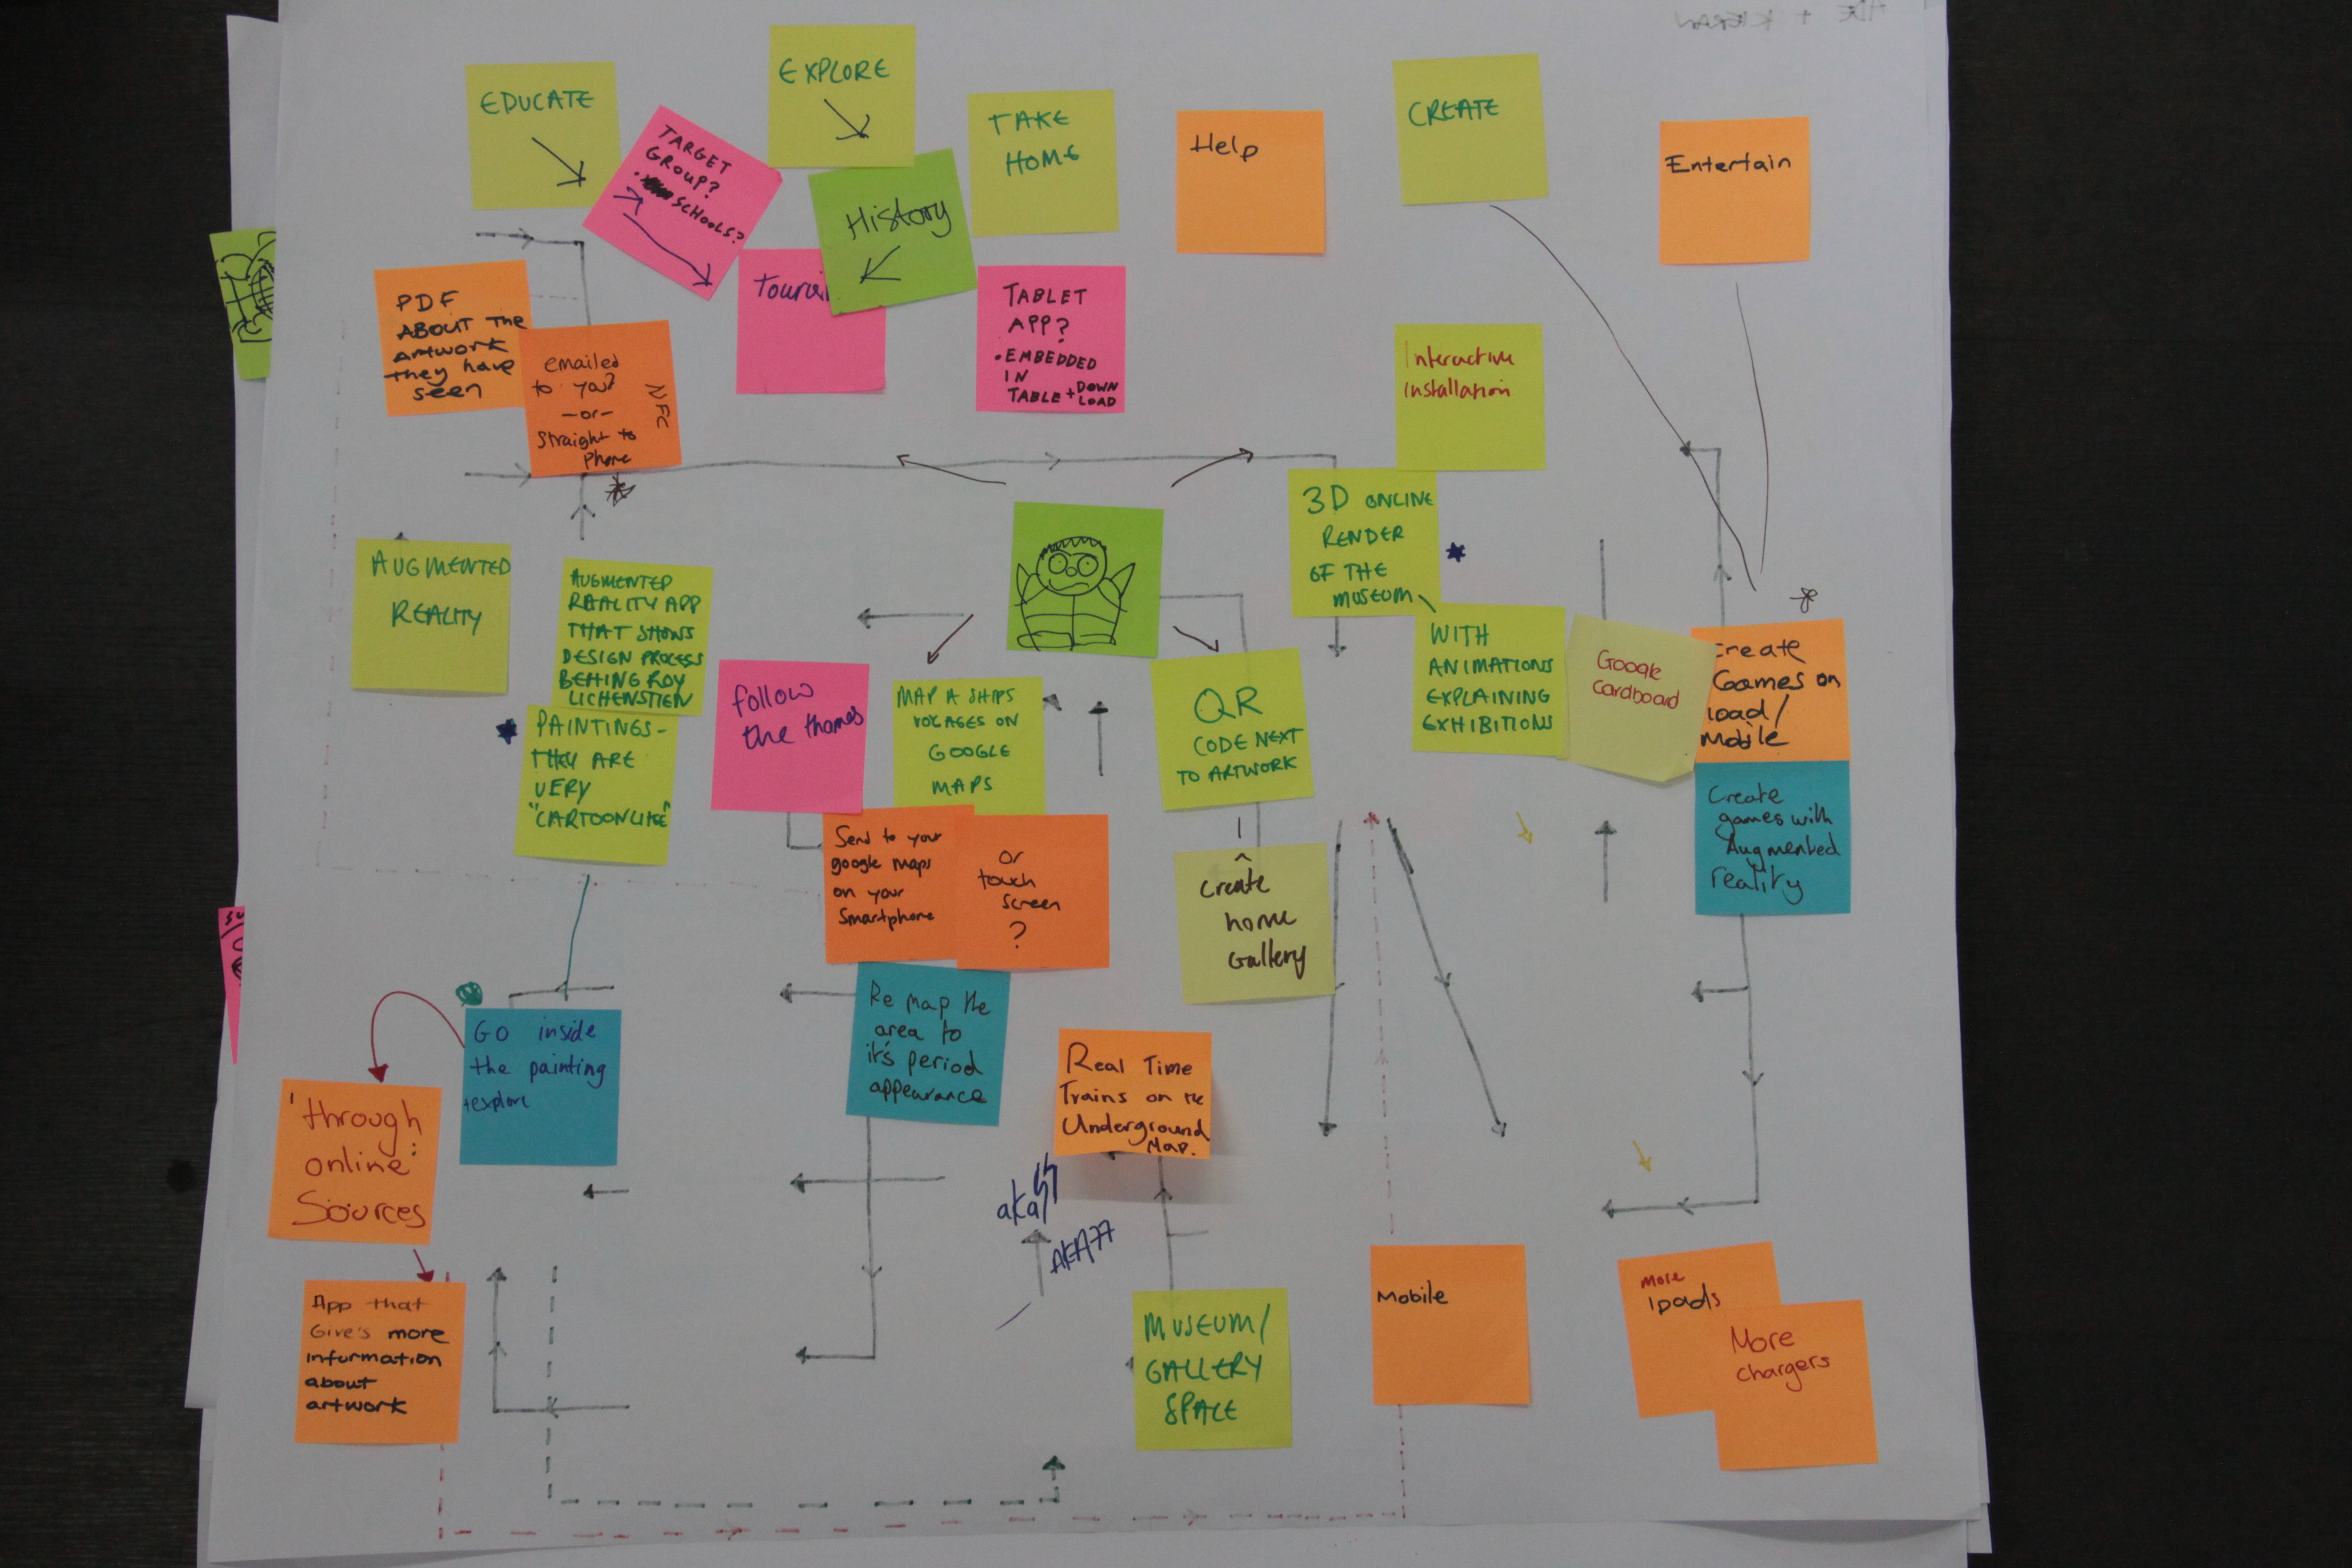 EDUCATE
EXPLORE
TAKE
HOME
Help
CREATE
Entertain
TARGET
GROUP?
SCHOOLS?
History
PDF
ABOUT THE
Artwork
they have
seen
emailed
to you?
-or-
Straight to
Phone
NFC
TABLET
APP?
• EMBEDDED
IN
TABLE + DOWN
LOAD
Interactive
installation
AUGMENTED
REALITY
AUGMENTED
REALITY APP
THAT SHOWS
DESIGN PROCESS
BEHING ROY
LICHENSTIEN
PAINTINGS -
THEY ARE
VERY
"CARTOONLIKE"
follow
the thames
MAP A SHIPS
VOYAGES ON
GOOGLE
MAPS
QR
CODE NEXT
TO ARTWORK
3D ONLINE
RENDER
OF THE
MUSEUM
WITH
ANIMATIONS
EXPLAINING
EXHIBITIONS
Google
Cardboard
Create
Games on
Mobile
Create
games with
Augmented
reality
Send to your
google maps
on your
Smartphone
or
touch
screen
?
Create
home
Gallery
Go inside
the painting
+explore
Re map the
area to
it's period
appearance
Real Time
Trains on the
Underground
Map.
through
online
Sources
akaSS
AKA77
App that
Give's more
information
about
artwork
MUSEUM/
GALLERY
SPACE
Mobile
More
ipads
More
chargers